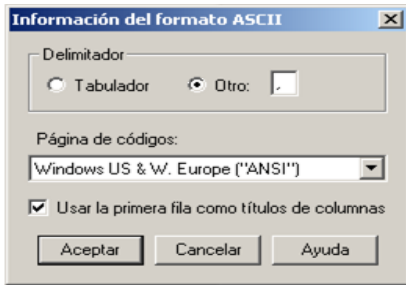 Información del formato ASCII
Delimitador
Tabulador Otro: ,
Página de códigos:
Windows US & W. Europe ("ANSI")
Usar la primera fila como títulos de columnas
Aceptar Cancelar Ayuda